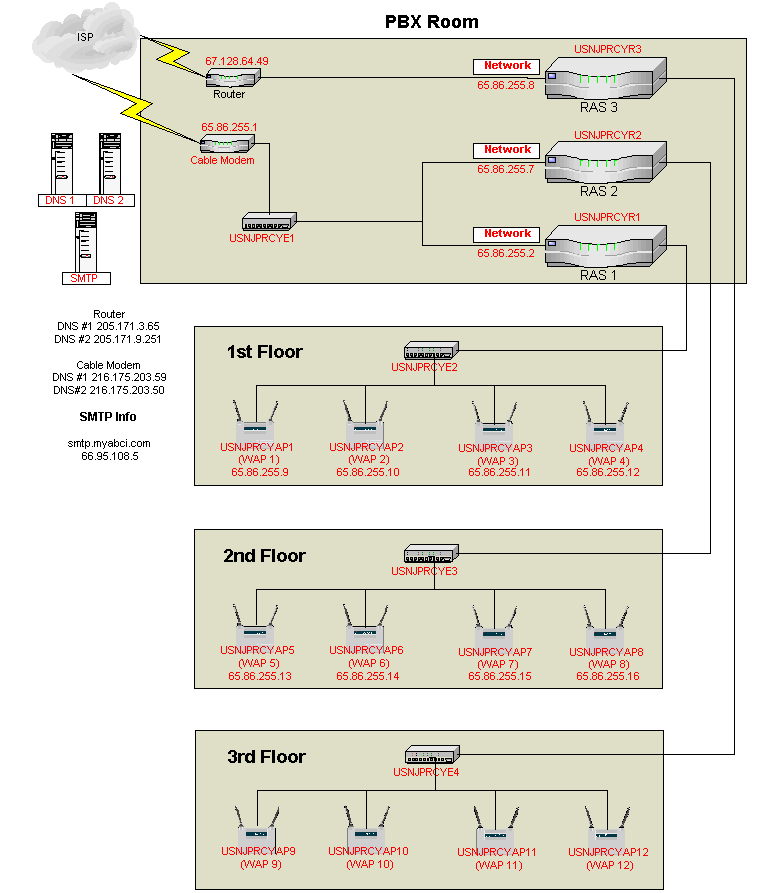 PBX Room
ISP
67.128.64.49
Router
Network
65.86.255.8
USNJPRCYR3
RAS 3
65.86.255.1
Cable Modem
Network
65.86.255.7
USNJPRCYR2
RAS 2
DNS 1
DNS 2
USNJPRCYE1
Network
65.86.255.2
USNJPRCYR1
RAS 1
SMTP
Router
DNS #1 205.171.3.65
DNS #2 205.171.9.251
Cable Modem
DNS #1 216.175.203.59
DNS#2 216.175.203.50
SMTP Info
smtp.myabci.com
66.95.108.5
1st Floor
USNJPRCYE2
USNJPRCYAP1
(WAP 1)
65.86.255.9
USNJPRCYAP2
(WAP 2)
65.86.255.10
USNJPRCYAP3
(WAP 3)
65.86.255.11
USNJPRCYAP4
(WAP 4)
65.86.255.12
2nd Floor
USNJPRCYE3
USNJPRCYAP5
(WAP 5)
65.86.255.13
USNJPRCYAP6
(WAP 6)
65.86.255.14
USNJPRCYAP7
(WAP 7)
65.86.255.15
USNJPRCYAP8
(WAP 8)
65.86.255.16
3rd Floor
USNJPRCYE4
USNJPRCYAP9
(WAP 9)
USNJPRCYAP10
(WAP 10)
USNJPRCYAP11
(WAP 11)
USNJPRCYAP12
(WAP 12)